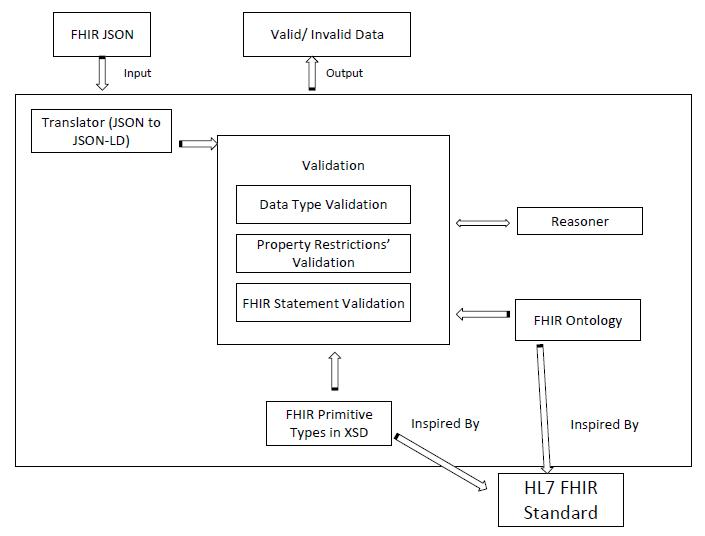 FHIR JSON
Valid/ Invalid Data
Input
Output
Translator (JSON to
JSON-LD)
Validation
Data Type Validation
Property Restrictions’
Validation
FHIR Statement Validation
Reasoner
FHIR Ontology
FHIR Primitive
Types in XSD
Inspired By
Inspired By
HL7 FHIR
Standard